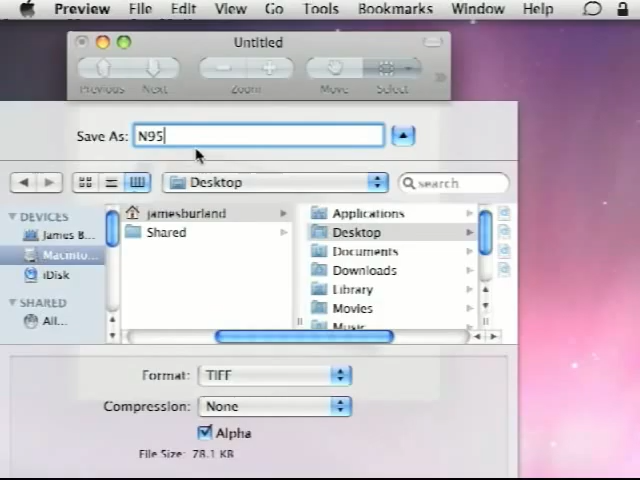 Preview File Edit View Go Tools Bookmarks Window Help
Untitled
Previous Next Zoom Move Select
Save As: N95
Desktop search
DEVICES
James B...
Macinto...
iDisk
SHARED
All...
jamesburland
Shared
Applications
Desktop
Documents
Downloads
Library
Movies
Music
Format: TIFF
Compression: None
Alpha
File Size: 78.1 KB